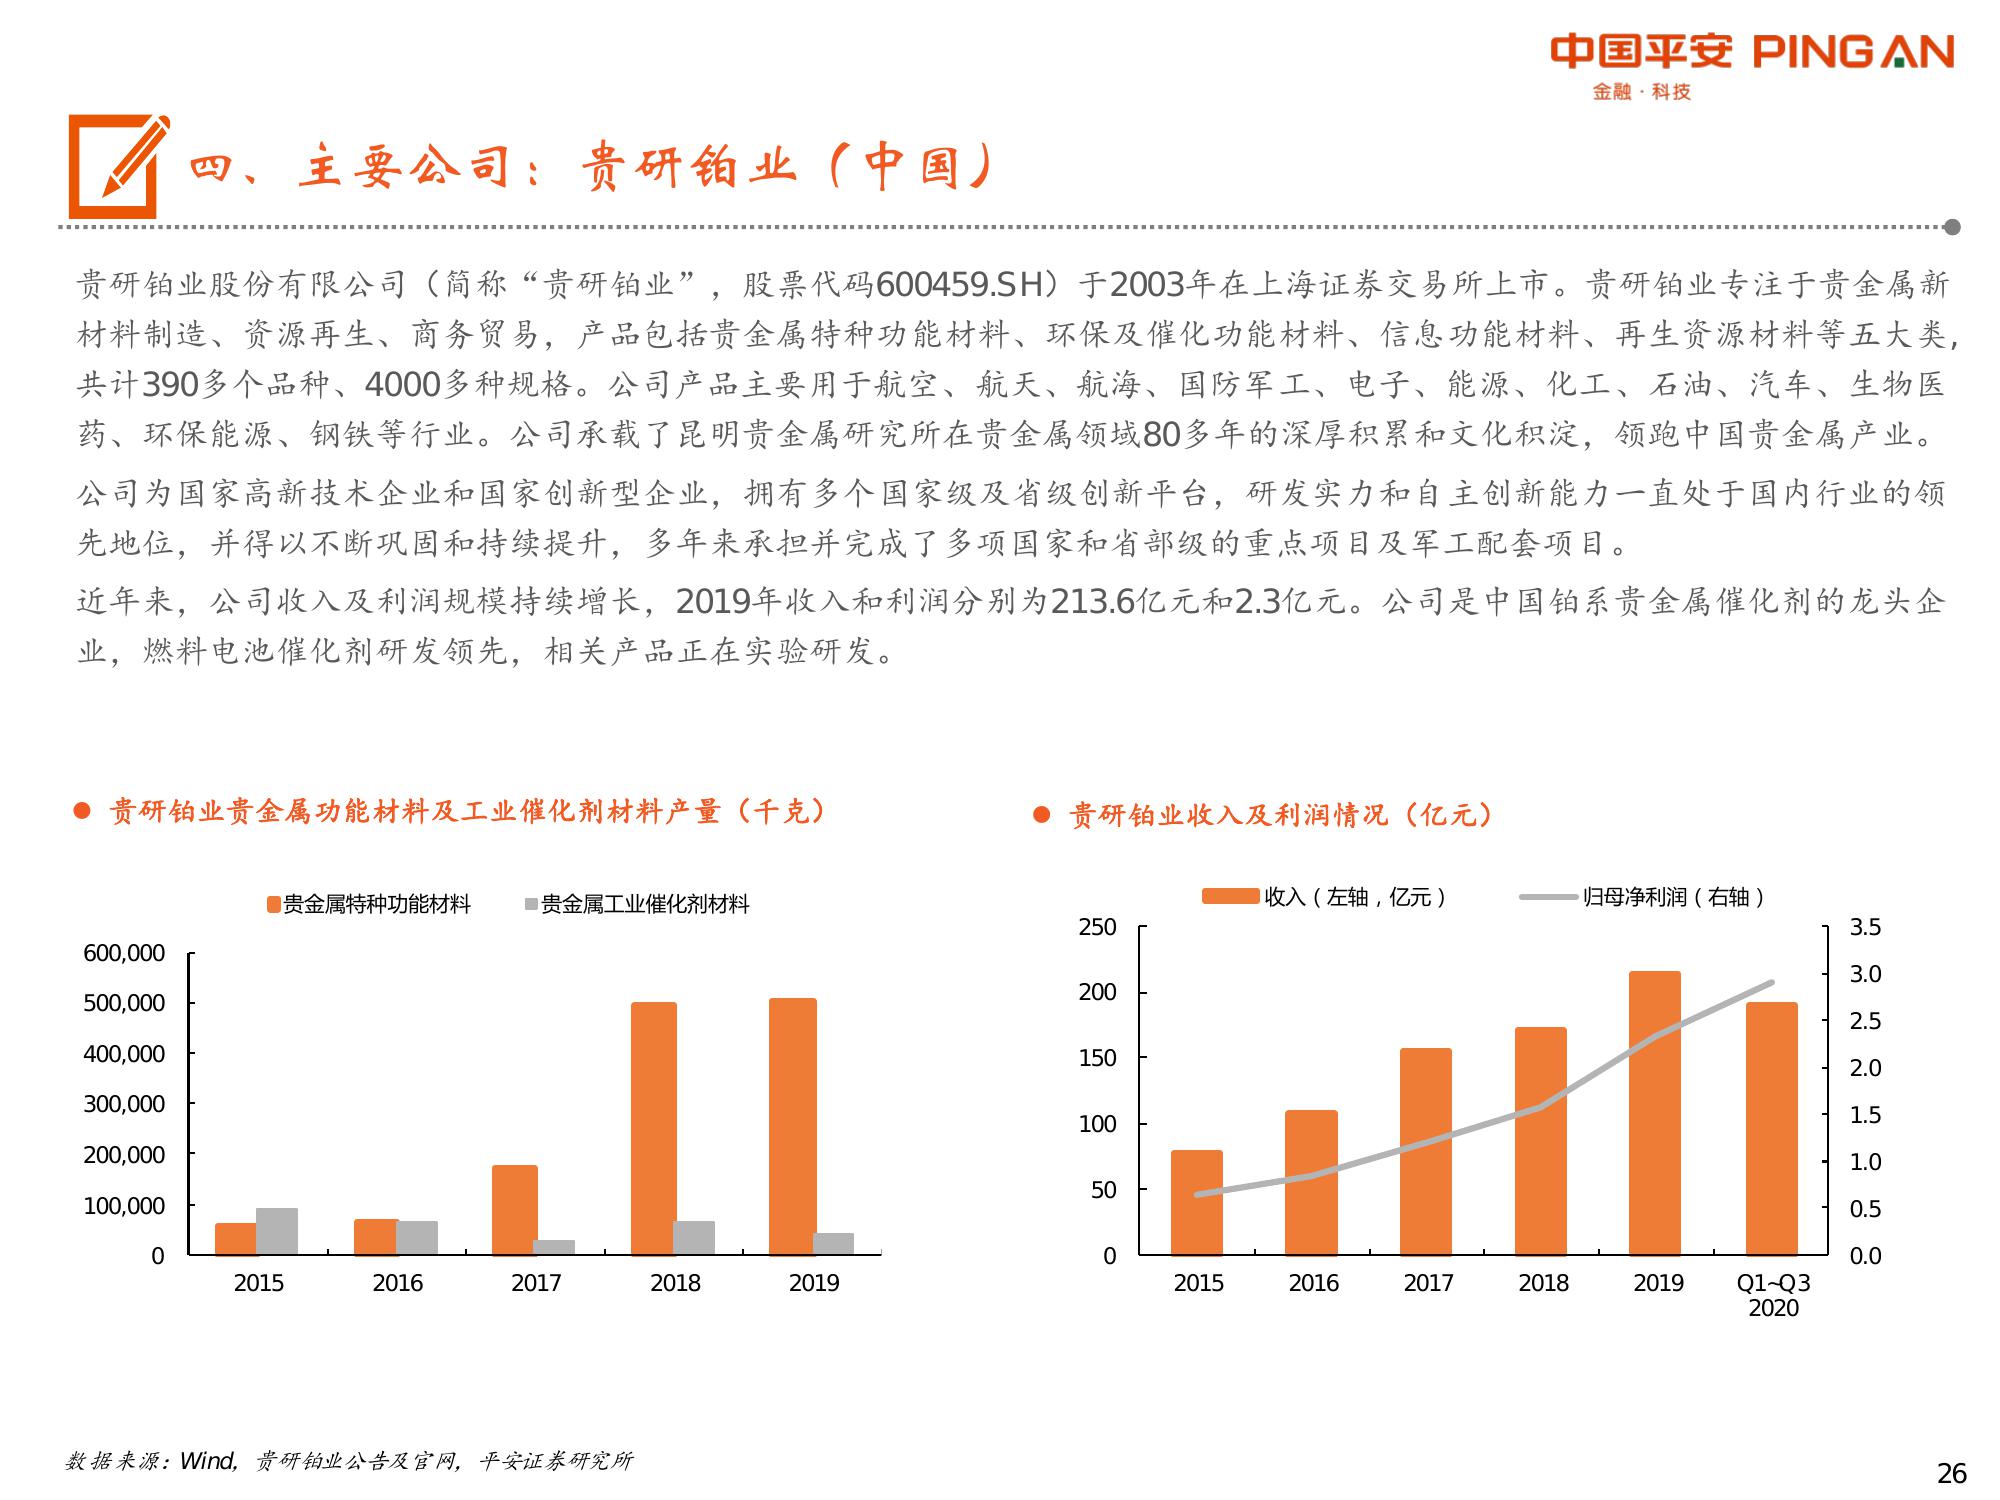 中国平安 PINGAN
金融·科技
四、主要公司：贵研铂业（中国）
贵研铂业股份有限公司（简称“贵研铂业”，股票代码600459.SH）于2003年在上海证券交易所上市。贵研铂业专注于贵金属新
材料制造、资源再生、商务贸易，产品包括贵金属特种功能材料、环保及催化功能材料、信息功能材料、再生资源材料等五大类，
共计390多个品种、4000多种规格。公司产品主要用于航空、航天、航海、国防军工、电子、能源、化工、石油、汽车、生物医
药、环保能源、钢铁等行业。公司承载了昆明贵金属研究所在贵金属领域80多年的深厚积累和文化积淀，领跑中国贵金属产业。
公司为国家高新技术企业和国家创新型企业，拥有多个国家级及省级创新平台，研发实力和自主创新能力一直处于国内行业的领
先地位，并得以不断巩固和持续提升，多年来承担并完成了多项国家和省部级的重点项目及军工配套项目。
近年来，公司收入及利润规模持续增长，2019年收入和利润分别为213.6亿元和2.3亿元。公司是中国铂系贵金属催化剂的龙头企
业，燃料电池催化剂研发领先，相关产品正在实验研发。
● 贵研铂业贵金属功能材料及工业催化剂材料产量（千克）
贵金属特种功能材料 贵金属工业催化剂材料
600,000
500,000
400,000
300,000
200,000
100,000
0
2015 2016 2017 2018 2019
● 贵研铂业收入及利润情况（亿元）
收入（左轴，亿元） 归母净利润（右轴）
250 3.5
200 3.0
150 2.5
100 2.0
50 1.5
0 1.0
0.5
0.0
2015 2016 2017 2018 2019 Q1~Q3
2020
数据来源：Wind，贵研铂业公告及官网，平安证券研究所
26